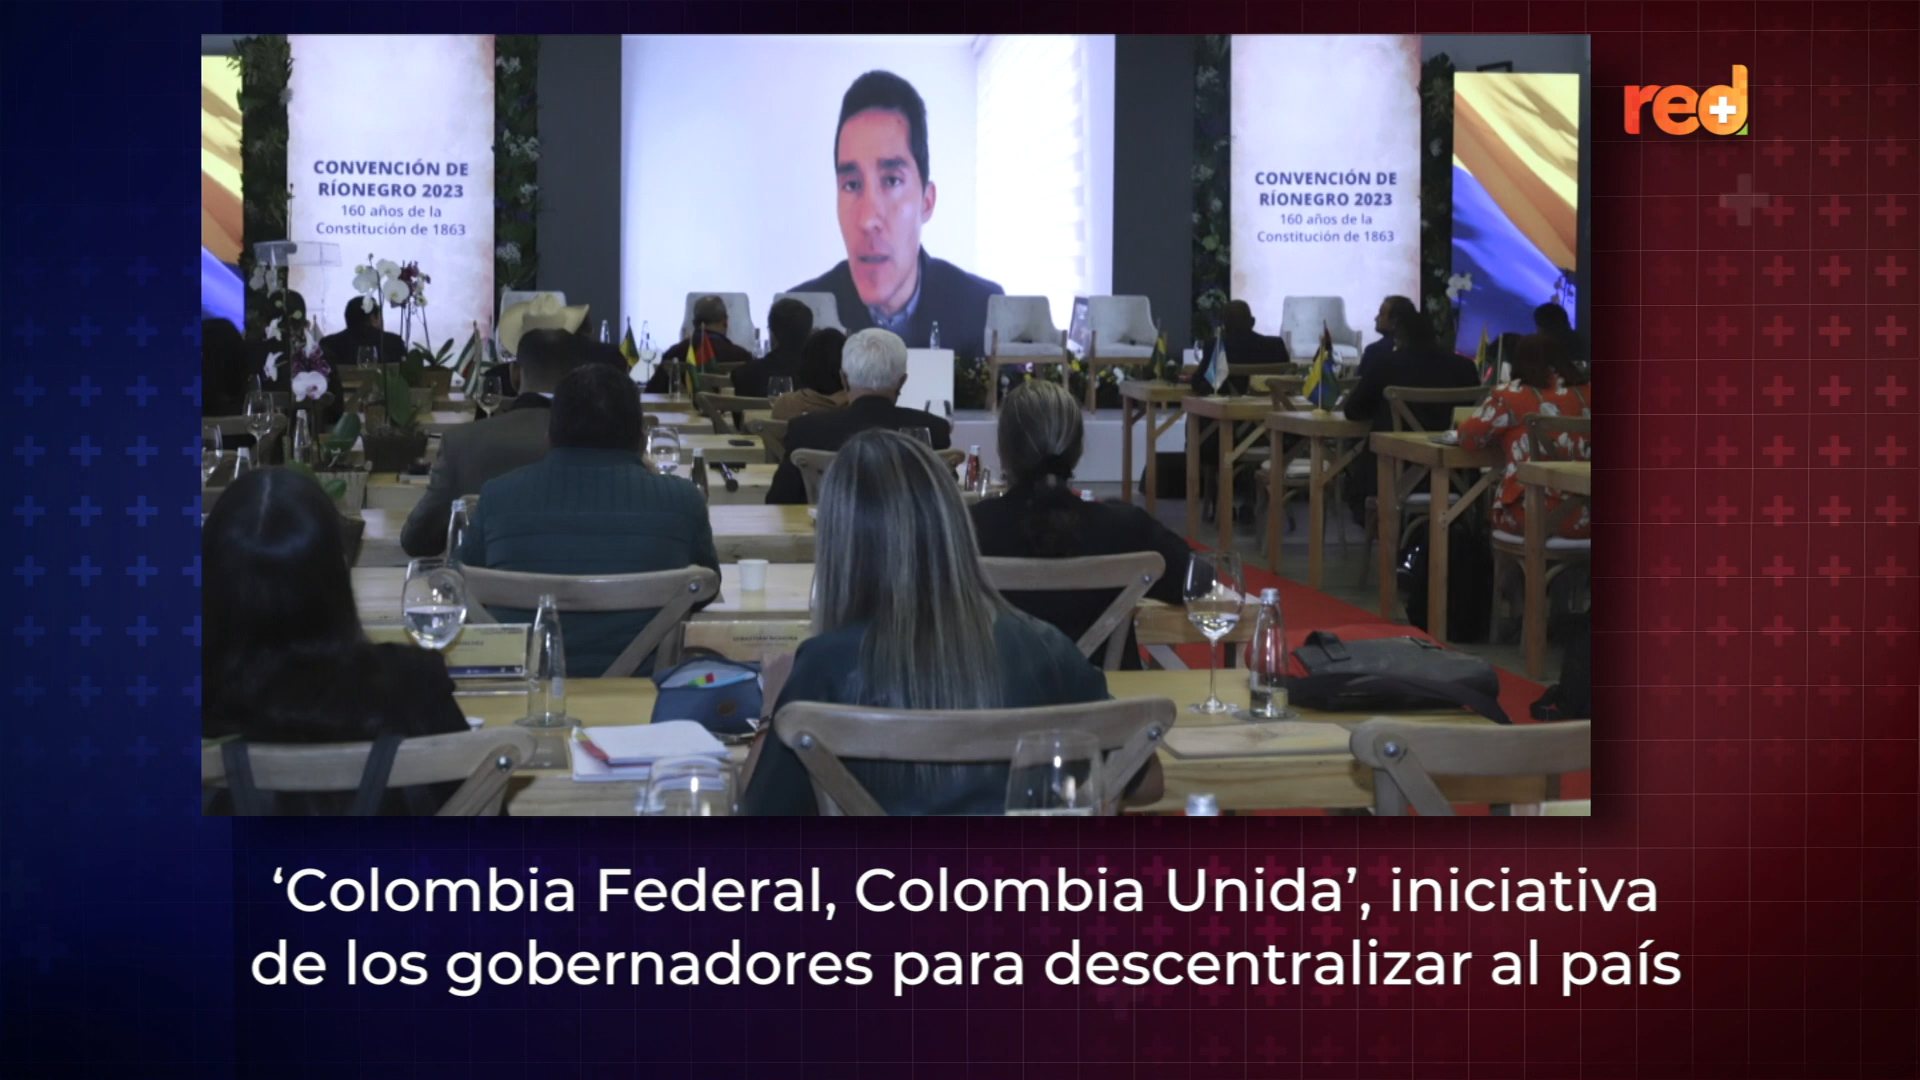 CONVENCIÓN DE
RÍONEGRO 2023
160 años de la
Constitución de 1863
CONVENCIÓN DE
RÍONEGRO 2023
160 años de la
Constitución de 1863
red+
‘Colombia Federal, Colombia Unida’, iniciativa
de los gobernadores para descentralizar al país